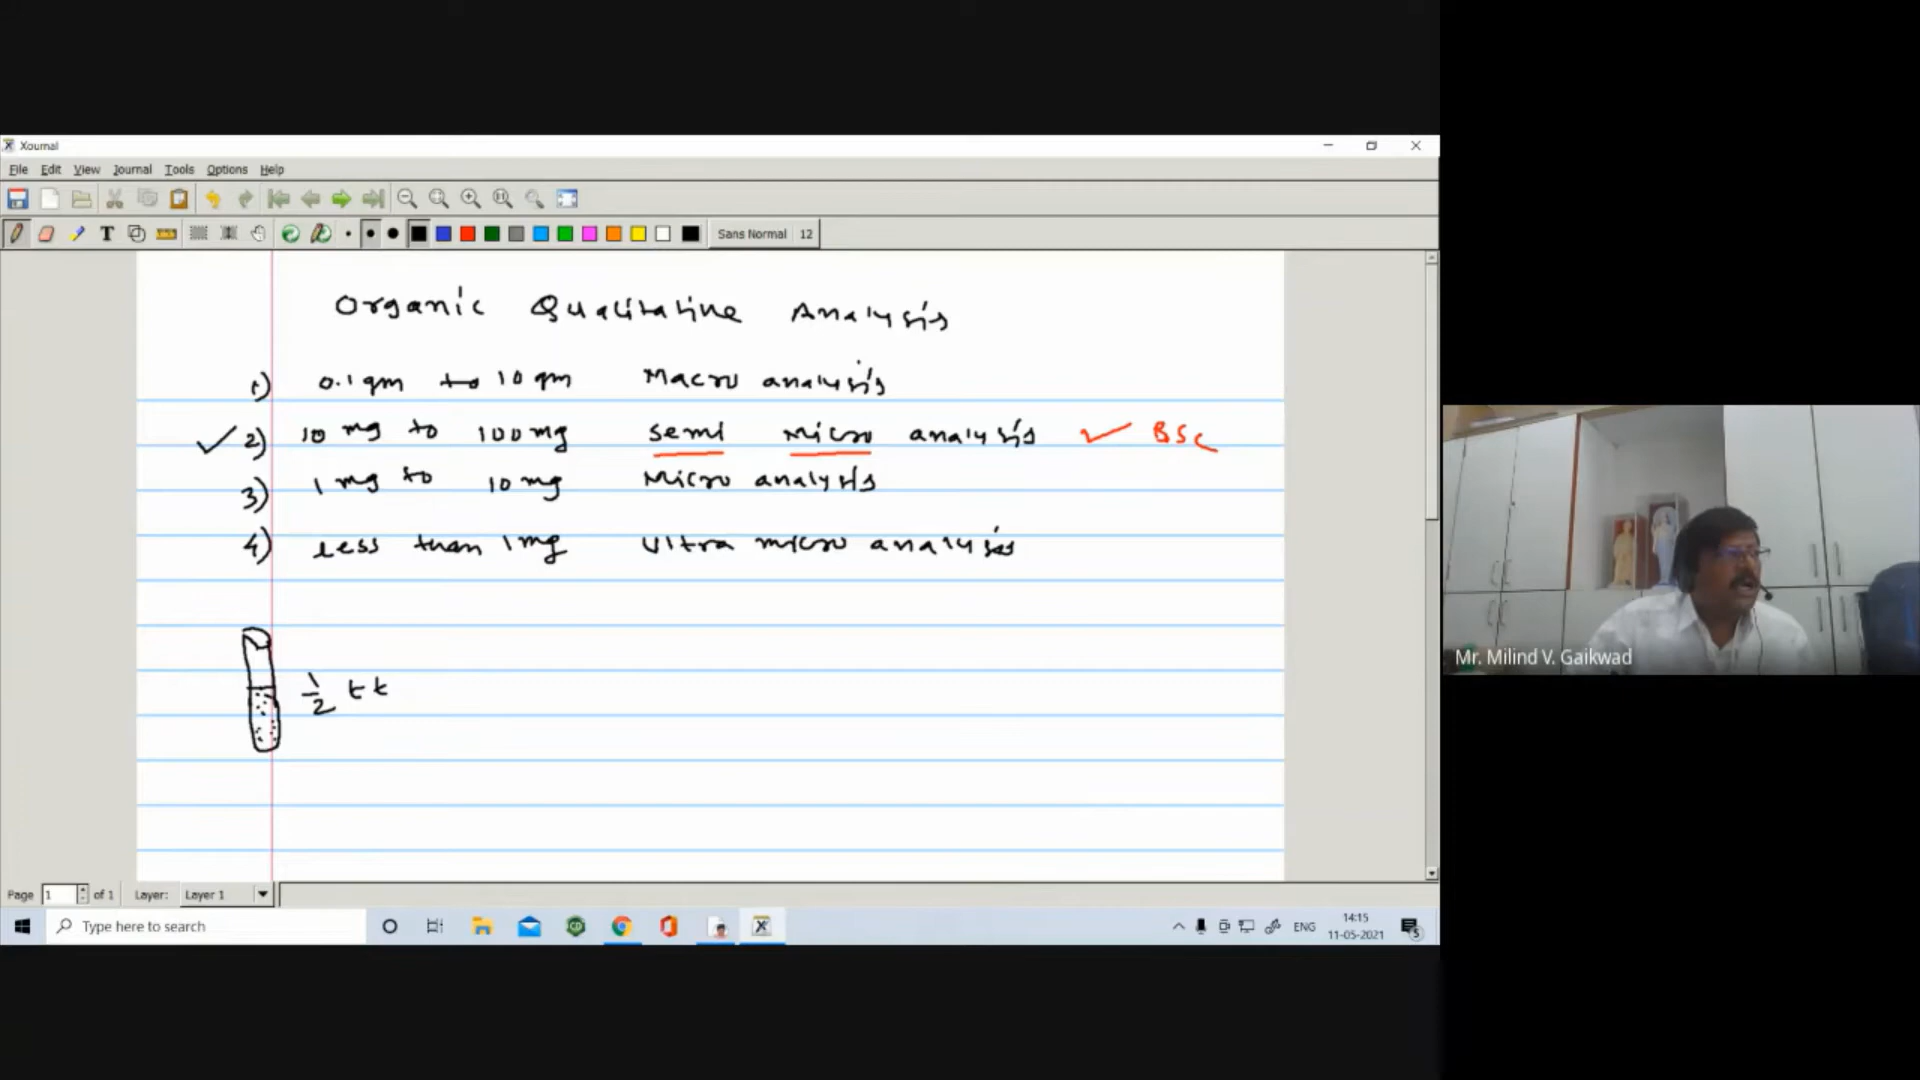 Xournal
File Edit View Journal Tools Options Help
Sans Normal 12
Organic Qualitative Analysis
1) 0.1 gm to 10 gm Macro analysis
2) 10 mg to 100 mg semi micro analysis BSc
3) 1 mg to 10 mg Micro analysis
4) less than 1 mg Ultra micro analysis
1/2 t t
Mr. Milind V. Gaikwad
Page 1 of 1 Layer: Layer 1
Type here to search
ENG
14:15
11-05-2021
5